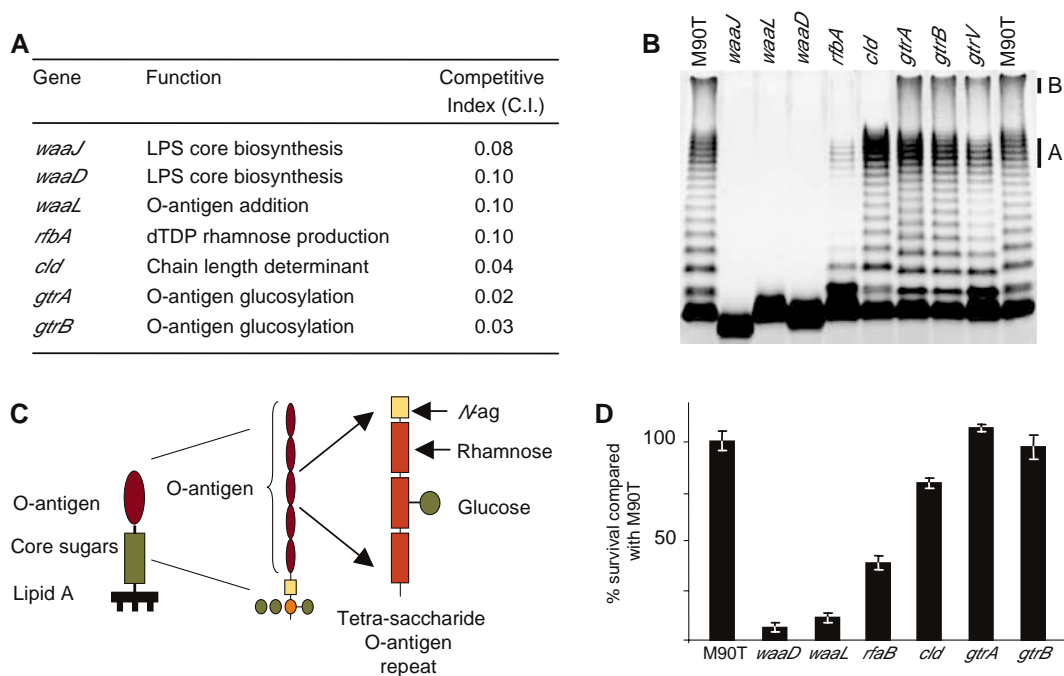 A
Gene Function Competitive
Index (C.I.)
waaJ LPS core biosynthesis 0.08
waaD LPS core biosynthesis 0.10
waaL O-antigen addition 0.10
rfbA dTDP rhamnose production 0.10
cld Chain length determinant 0.04
gtrA O-antigen glucosylation 0.02
gtrB O-antigen glucosylation 0.03
B
M90T waaJ waaL waaD rfbA cld gtrA gtrB gtrV M90T
B
A
C
O-antigen
Core sugars
Lipid A
O-antigen
N-ag
Rhamnose
Glucose
Tetra-saccharide
O-antigen
repeat
D
% survival compared
with M90T
100
50
M90T waaD waaL rfaB cld gtrA gtrB